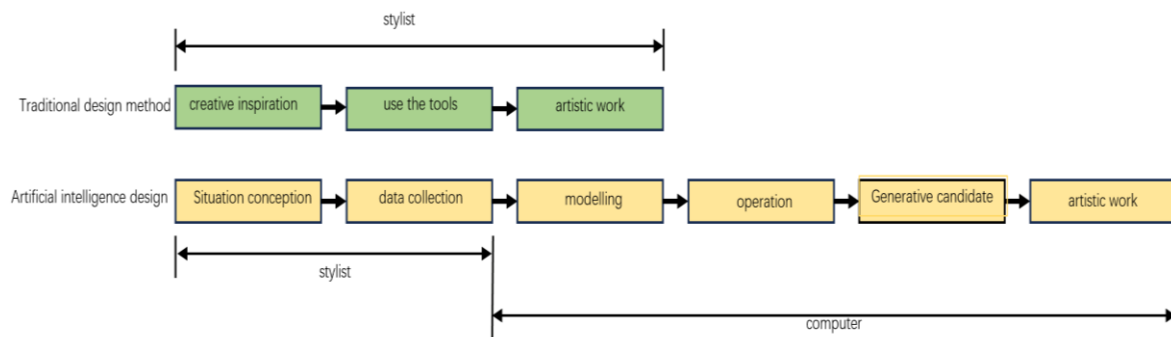 stylist
Traditional design method
creative inspiration
use the tools
artistic work
Artificial intelligence design
Situation conception
data collection
modelling
operation
Generative candidate
artistic work
stylist
computer